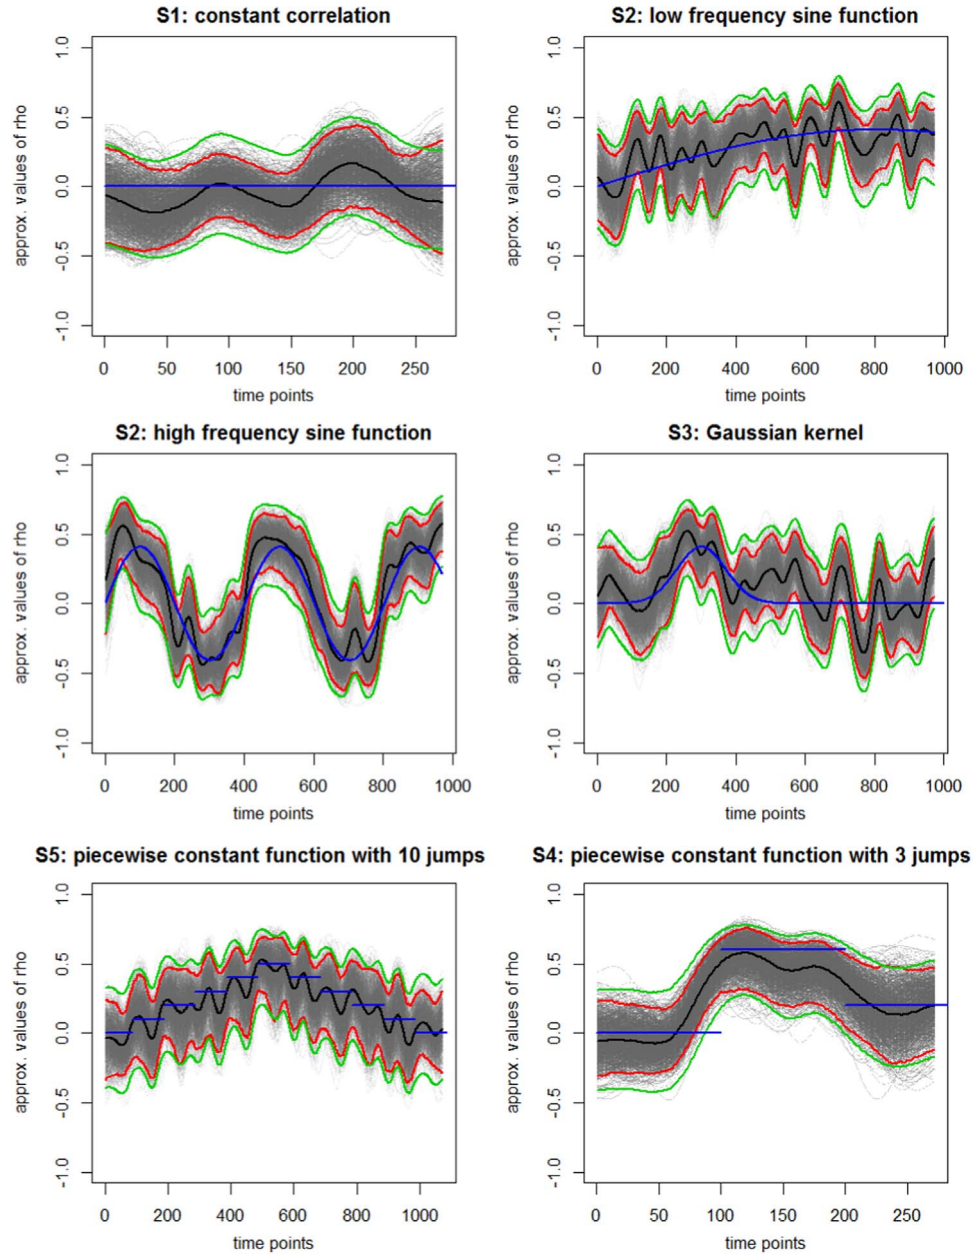 S1: constant correlation
approx. values of rho
1.0
0.5
0.0
-0.5
-1.0
0 50 100 150 200 250
time points
S2: low frequency sine function
approx. values of rho
1.0
0.5
0.0
-0.5
-1.0
0 200 400 600 800 1000
time points
S2: high frequency sine function
approx. values of rho
1.0
0.5
0.0
-0.5
-1.0
0 200 400 600 800 1000
time points
S3: Gaussian kernel
approx. values of rho
1.0
0.5
0.0
-0.5
-1.0
0 200 400 600 800 1000
time points
S5: piecewise constant function with 10 jumps
approx. values of rho
1.0
0.5
0.0
-0.5
-1.0
0 200 400 600 800 1000
time points
S4: piecewise constant function with 3 jumps
approx. values of rho
1.0
0.5
0.0
-0.5
-1.0
0 50 100 150 200 250
time points